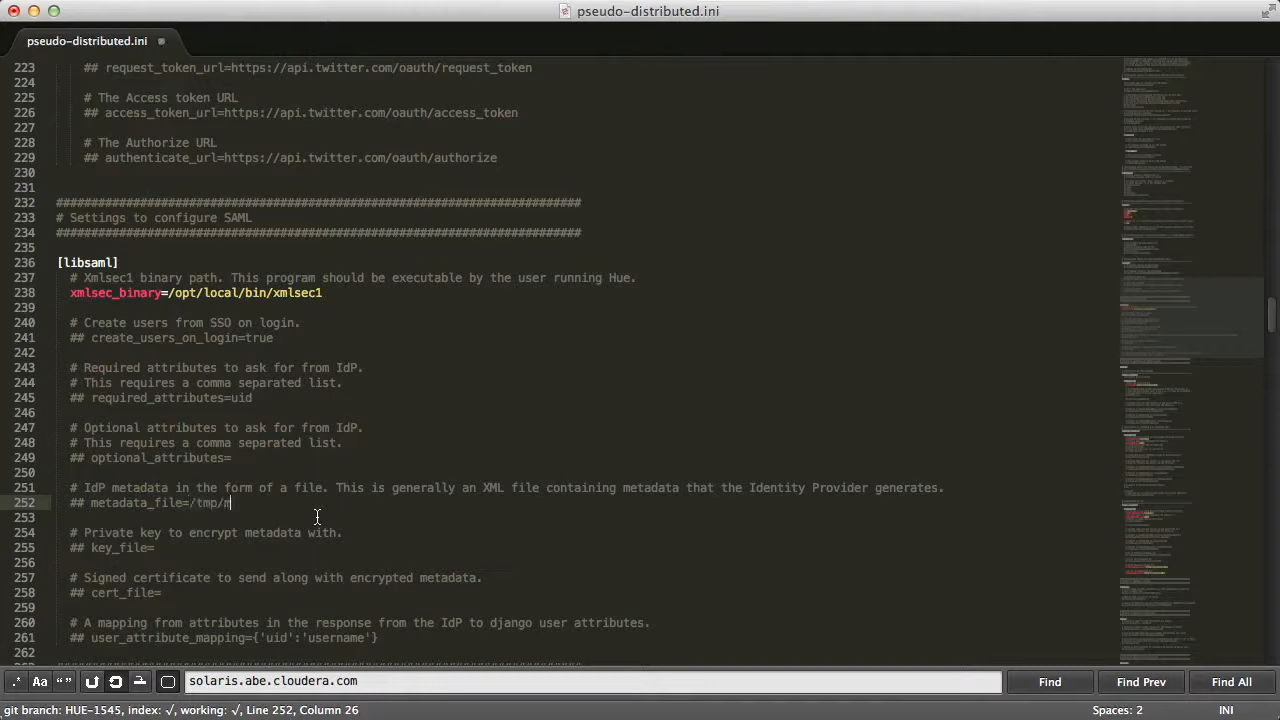 pseudo-distributed.ini
pseudo-distributed.ini
223 ## request_token_url=https://api.twitter.com/oauth/request_token
224
225 # The Access token URL
226 ## access_token_url=https://api.twitter.com/oauth/access_token
227
228 # The Authorize URL
229 ## authenticate_url=https://api.twitter.com/oauth/authorize
230
231
232 ###########################################################################
233 # Settings to configure SAML
234 ###########################################################################
235
236 [libsaml]
237 # Xmlsec1 binary path. This program should be executable by the user running Hue.
238 xmlsec_binary=/opt/local/bin/xmlsec1
239
240 # Create users from SSO on login.
241 ## create_users_on_login=true
242
243 # Required attributes to ask for from IdP.
244 # This requires a comma separated list.
245 ## required_attributes=uid
246
247 # Optional attributes to ask for from IdP.
248 # This requires a comma separated list.
249 ## optional_attributes=
250
251 # IdP metadata in the form of a file. This is generally an XML file containing metadata that the Identity Provider generates.
252 ## metadata_file=/tmp/m
253
254 # Private key to encrypt metadata with.
255 ## key_file=
256
257 # Signed certificate to send along with encrypted metadata.
258 ## cert_file=
259
260 # A mapping from attributes in the response from the IdP to django user attributes.
261 ## user_attribute_mapping={'uid':'username'}
262
.* Aa “ ” solaris.abe.cloudera.com Find Find Prev Find All
git branch: HUE-1545, index: √, working: √, Line 252, Column 26 Spaces: 2 INI